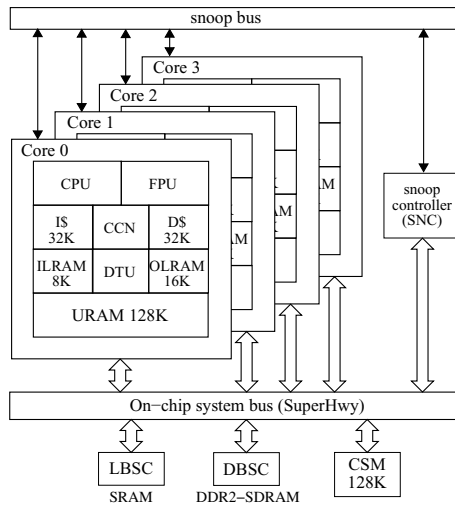 snoop bus
Core 3
Core 2
Core 1
Core 0
CPU
FPU
I$
32K
CCN
D$
32K
snoop
controller
(SNC)
ILRAM
8K
DTU
OLRAM
16K
URAM 128K
On−chip system bus (SuperHwy)
LBSC
DBSC
CSM
128K
SRAM
DDR2−SDRAM